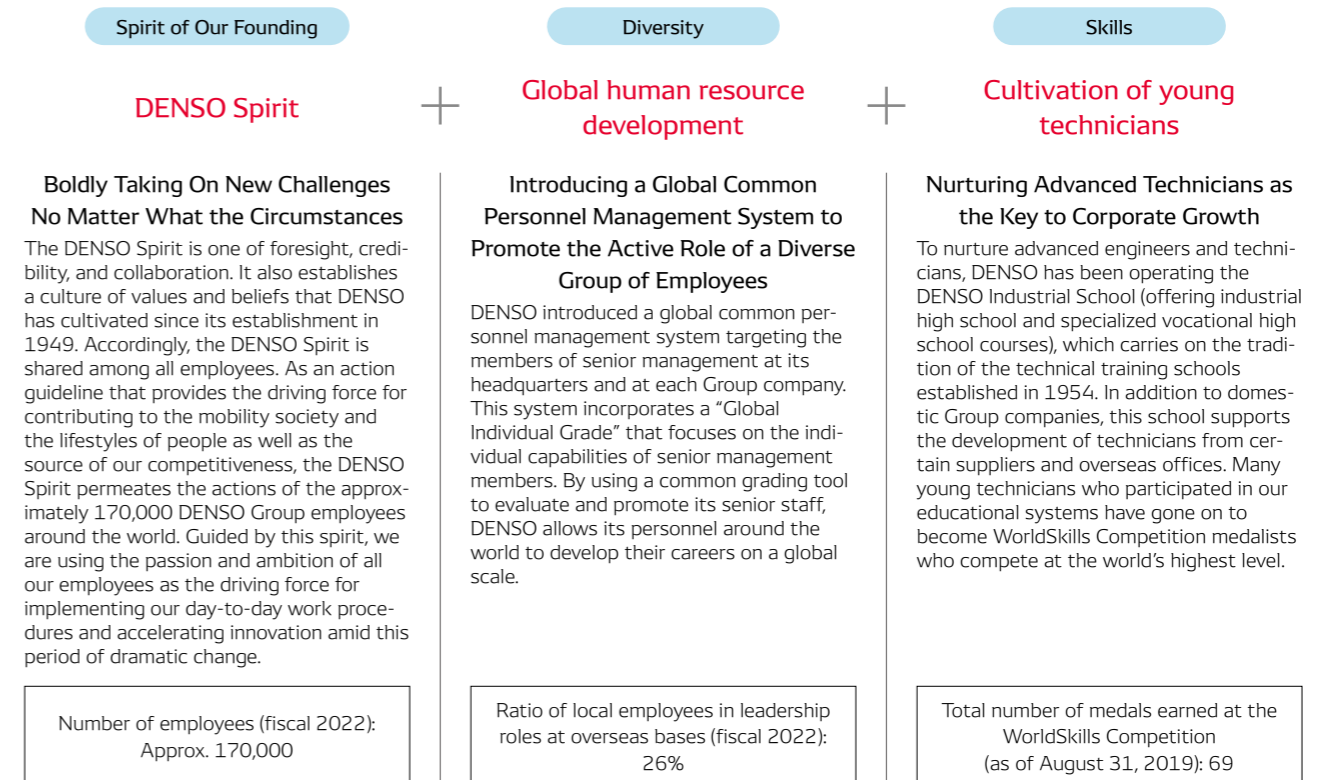 Spirit of Our Founding
DENSO Spirit
Boldly Taking On New Challenges
No Matter What the Circumstances
The DENSO Spirit is one of foresight, credi-
bility, and collaboration. It also establishes
a culture of values and beliefs that DENSO
has cultivated since its establishment in
1949. Accordingly, the DENSO Spirit is
shared among all employees. As an action
guideline that provides the driving force for
contributing to the mobility society and
the lifestyles of people as well as the
source of our competitiveness, the DENSO
Spirit permeates the actions of the approx-
imately 170,000 DENSO Group employees
around the world. Guided by this spirit, we
are using the passion and ambition of all
our employees as the driving force for
implementing our day-to-day work proce-
dures and accelerating innovation amid this
period of dramatic change.
Number of employees (fiscal 2022):
Approx. 170,000
+
Diversity
Global human resource
development
Introducing a Global Common
Personnel Management System to
Promote the Active Role of a Diverse
Group of Employees
DENSO introduced a global common per-
sonnel management system targeting the
members of senior management at its
headquarters and at each Group company.
This system incorporates a “Global
Individual Grade” that focuses on the indi-
vidual capabilities of senior management
members. By using a common grading tool
to evaluate and promote its senior staff,
DENSO allows its personnel around the
world to develop their careers on a global
scale.
Ratio of local employees in leadership
roles at overseas bases (fiscal 2022):
26%
+
Skills
Cultivation of young
technicians
Nurturing Advanced Technicians as
the Key to Corporate Growth
To nurture advanced engineers and techni-
cians, DENSO has been operating the
DENSO Industrial School (offering industrial
high school and specialized vocational high
school courses), which carries on the tradi-
tion of the technical training schools
established in 1954. In addition to domes-
tic Group companies, this school supports
the development of technicians from cer-
tain suppliers and overseas offices. Many
young technicians who participated in our
educational systems have gone on to
become WorldSkills Competition medalists
who compete at the world’s highest level.
Total number of medals earned at the
WorldSkills Competition
(as of August 31, 2019): 69